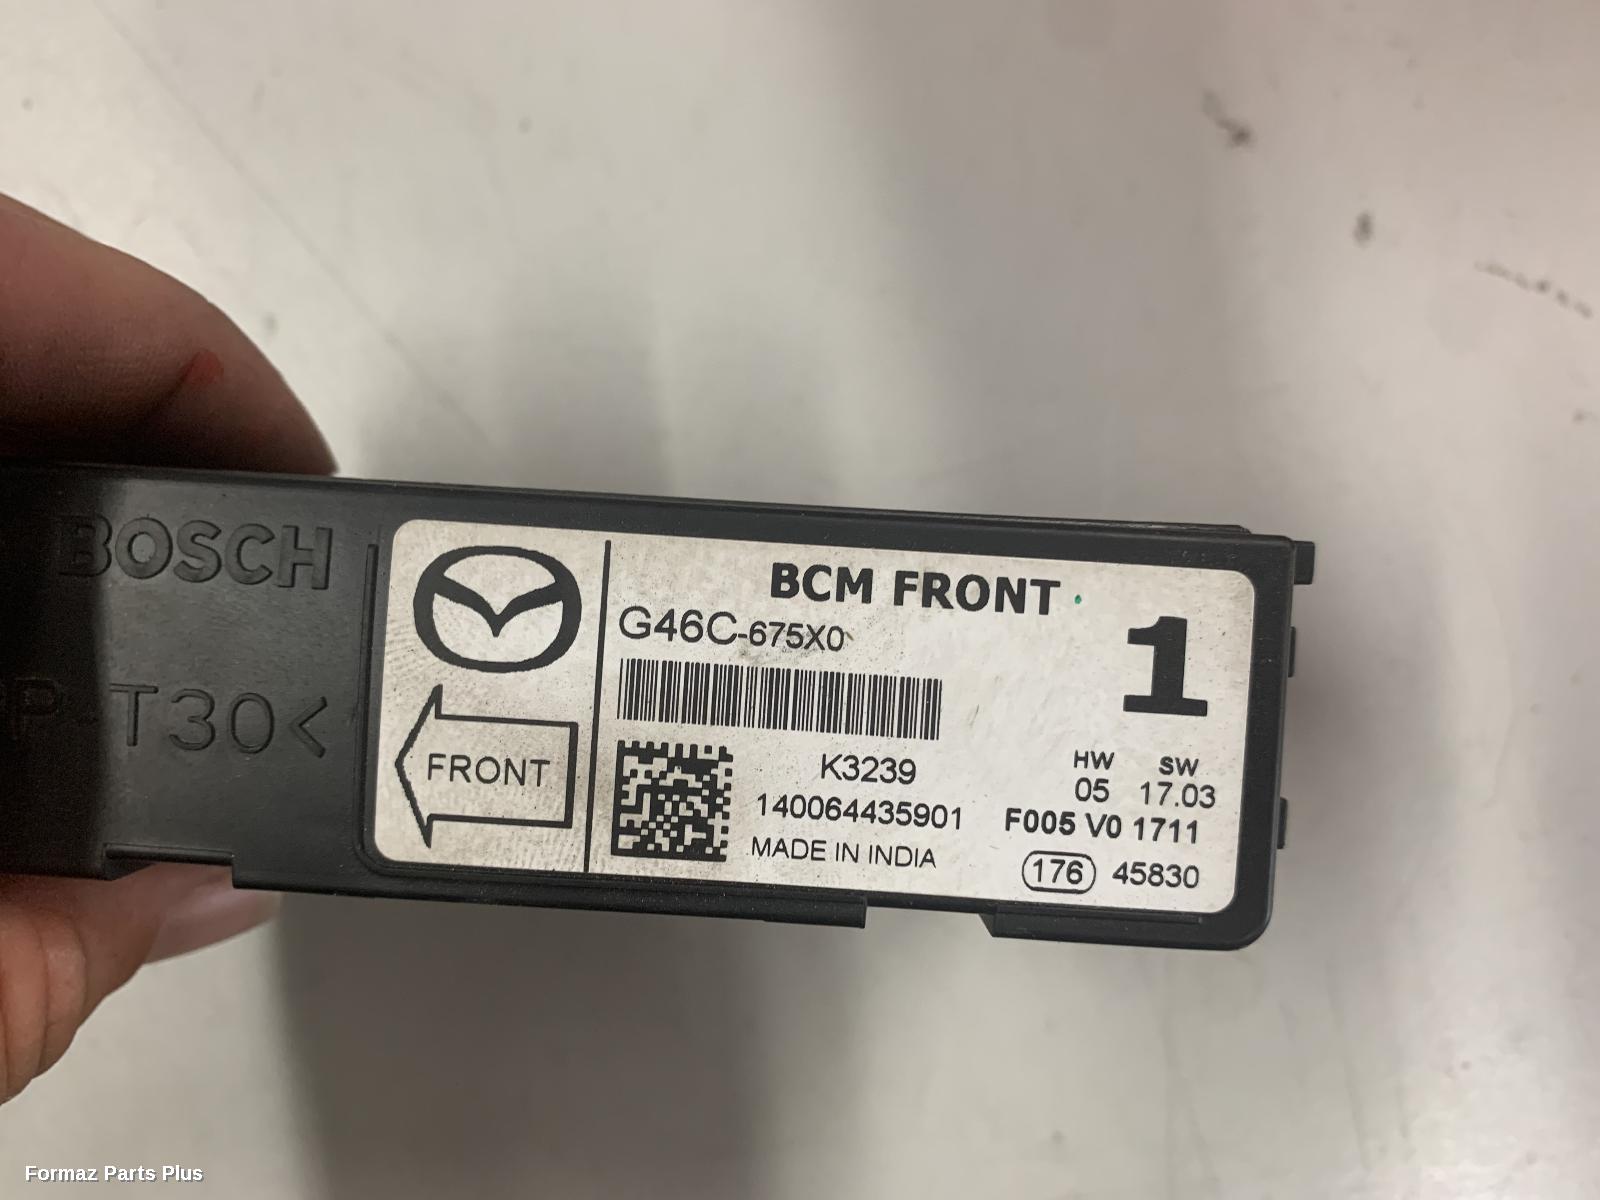 BOSCH
T30<
FRONT
BCM FRONT
G46C-675X0
1
K3239
140064435901
MADE IN INDIA
HW SW
05 17.03
F005 V0 1711
176 45830
Formaz Parts Plus